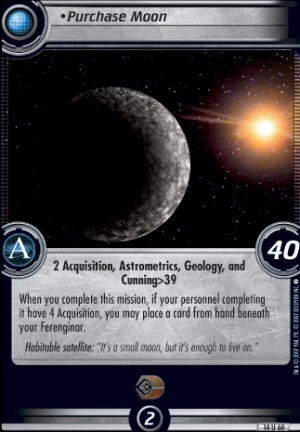 •Purchase Moon
A
40
2 Acquisition, Astrometrics, Geology, and
Cunning>39
When you complete this mission, if your personnel completing
it have 4 Acquisition, you may place a card from hand beneath
your Ferenginar.
Habitable satellite: "It's a small moon, but it's enough to live on."
2
14 U 60